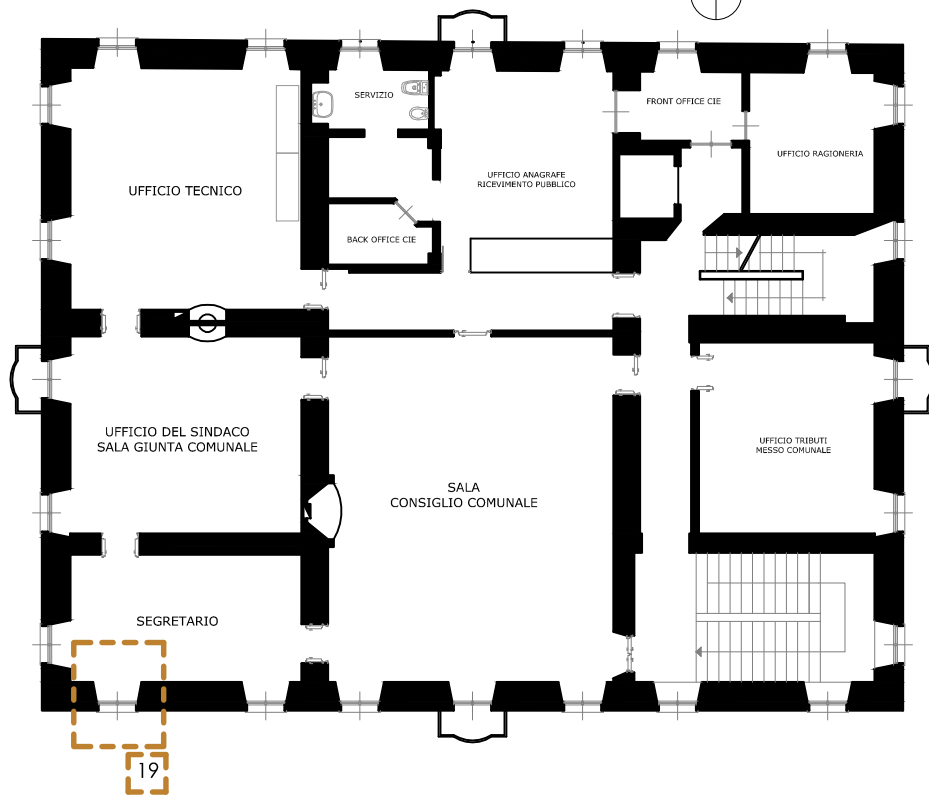 SERVIZIO
FRONT OFFICE CIE
UFFICIO RAGIONERIA
UFFICIO TECNICO
UFFICIO ANAGRAFE
RICEVIMENTO PUBBLICO
BACK OFFICE CIE
UFFICIO DEL SINDACO
SALA GIUNTA COMUNALE
UFFICIO TRIBUTI
MESSO COMUNALE
SALA
CONSIGLIO COMUNALE
SEGRETARIO
19